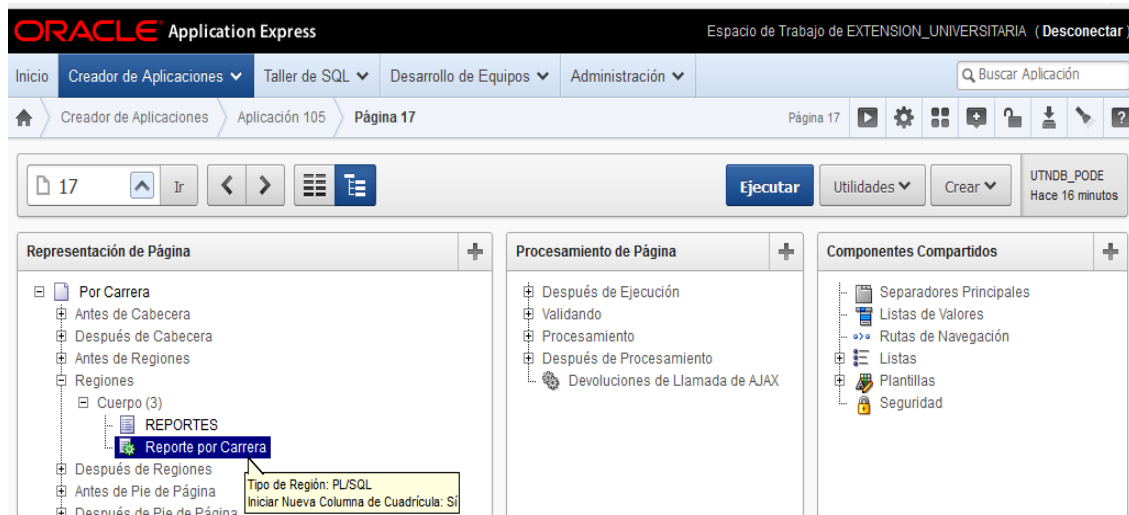 ORACLE Application Express
Espacio de Trabajo de EXTENSION_UNIVERSITARIA ( Desconectar )
Inicio Creador de Aplicaciones Taller de SQL Desarrollo de Equipos Administración Buscar Aplicación
Creador de Aplicaciones Aplicación 105 Página 17 Página 17
17 Ir Ejecutar Utilidades Crear UTNDB_PODE
Hace 16 minutos
Representación de Página
Por Carrera
Antes de Cabecera
Después de Cabecera
Antes de Regiones
Regiones
Cuerpo (3)
REPORTES
Reporte por Carrera
Tipo de Región: PL/SQL
Iniciar Nueva Columna de Cuadrícula: Sí
Después de Regiones
Antes de Pie de Página
Después de Pie de Página
Procesamiento de Página
Después de Ejecución
Validando
Procesamiento
Después de Procesamiento
Devoluciones de Llamada de AJAX
Componentes Compartidos
Separadores Principales
Listas de Valores
Rutas de Navegación
Listas
Plantillas
Seguridad